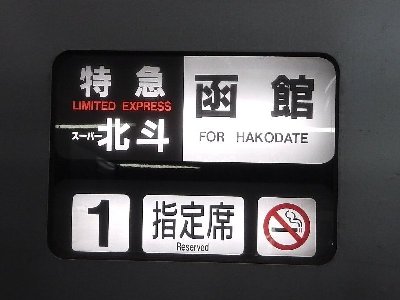 特急
LIMITED EXPRESS
スーパー北斗
函館
FOR HAKODATE
1
指定席
Reserved